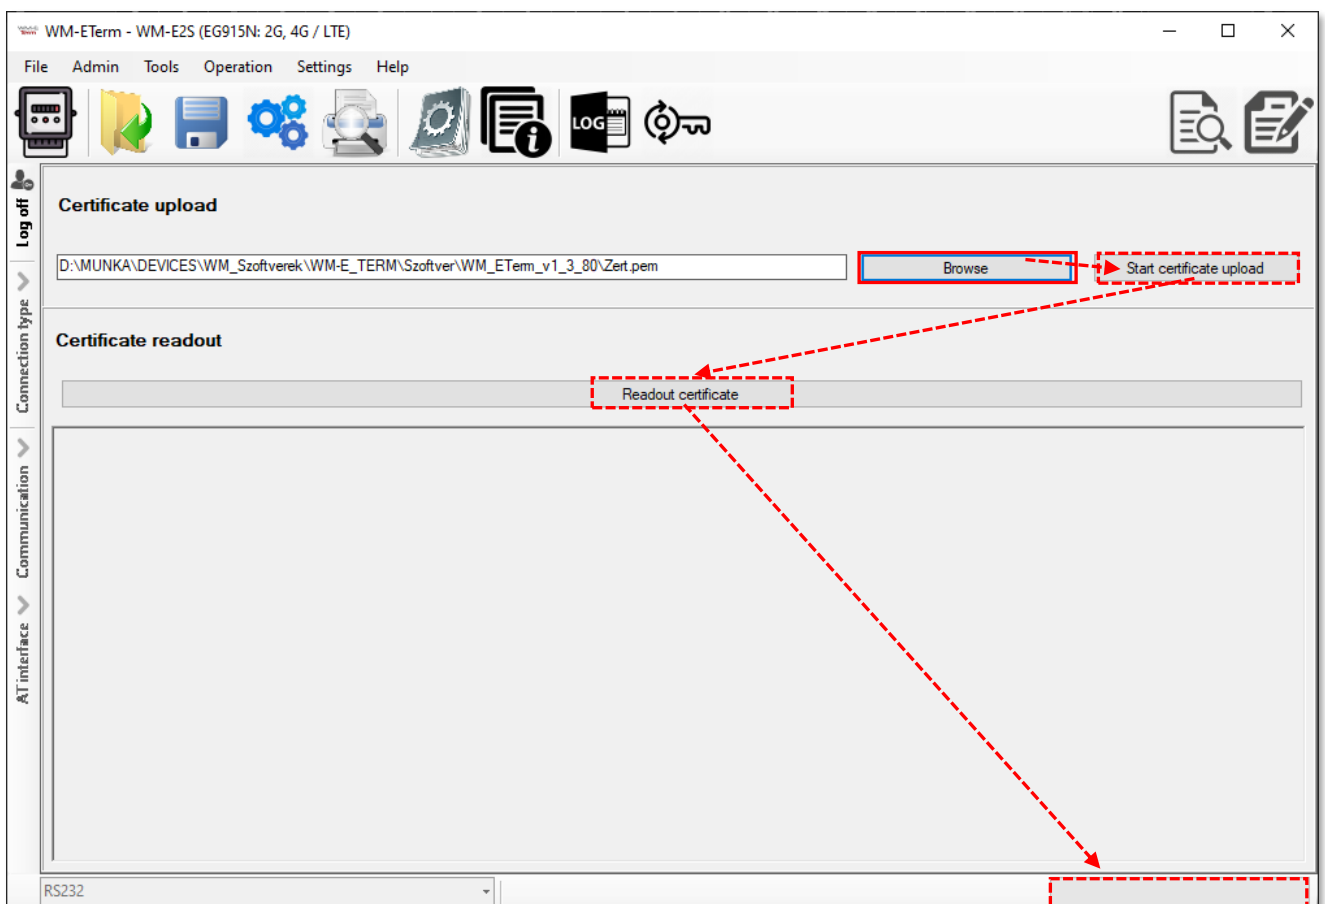 WM-ETerm - WM-E2S (EG915N: 2G, 4G / LTE)
File Admin Tools Operation Settings Help
LOG
Log off
Connection type
Communication
AT interface
Certificate upload
D:\MUNKA\DEVICES\WM_Szoftverek\WM-E_TERM\Szoftver\WM_ETerm_v1_3_80\Zert.pem
Browse
Start certificate upload
Certificate readout
Readout certificate
RS232